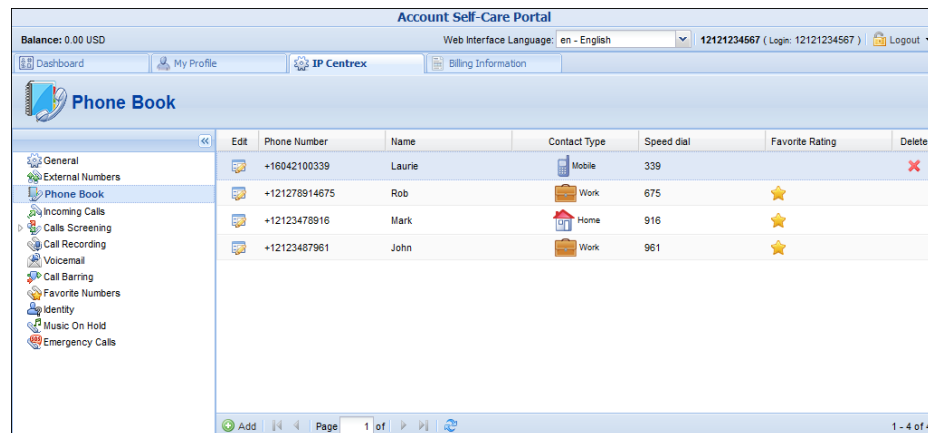 Account Self-Care Portal
Balance: 0.00 USD Web Interface Language: en - English 12121234567 ( Login: 12121234567 ) Logout
Dashboard My Profile IP Centrex Billing Information
Phone Book
Edit Phone Number Name Contact Type Speed dial Favorite Rating Delete
General
External Numbers
Phone Book
Incoming Calls
Calls Screening
Call Recording
Voicemail
Call Barring
Favorite Numbers
Identity
Music On Hold
Emergency Calls
+16042100339 Laurie Mobile 339
+121278914675 Rob Work 675
+12123478916 Mark Home 916
+12123487961 John Work 961
Add Page 1 of 1 - 4 of 4